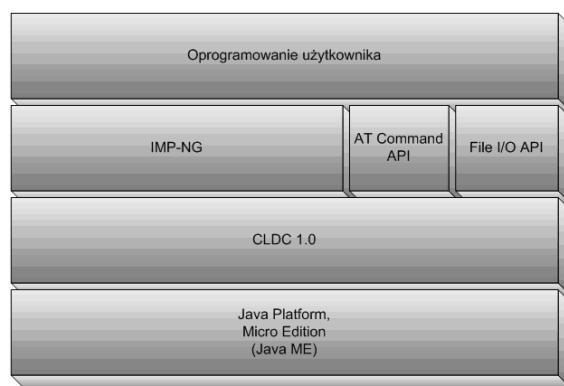 Oprogramowanie użytkownika
IMP-NG
AT Command
API
File I/O API
CLDC 1.0
Java Platform,
Micro Edition
(Java ME)